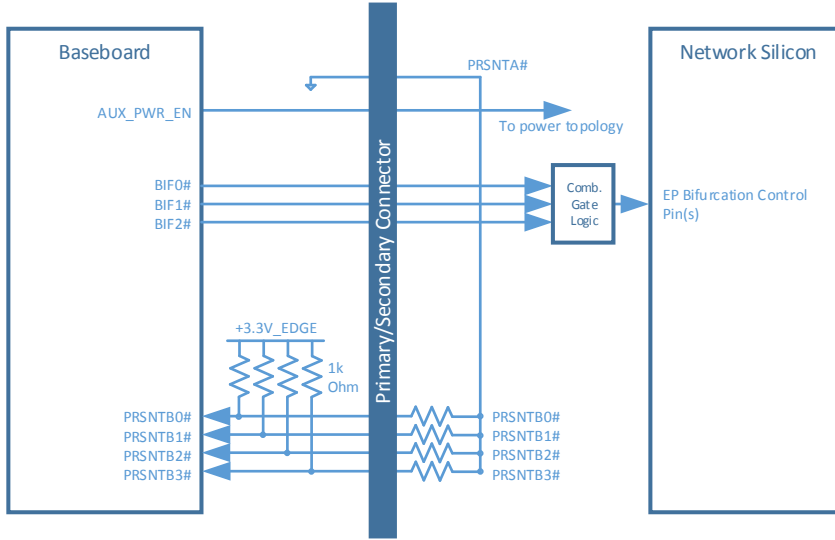 Baseboard
Network Silicon
PRSNTA#
AUX_PWR_EN
To power topology
Primary/Secondary Connector
BIF0#
BIF1#
BIF2#
Comb.
Gate
Logic
EP Bifurcation Control
Pin(s)
+3.3V_EDGE
1k
Ohm
PRSNTB0#
PRSNTB1#
PRSNTB2#
PRSNTB3#
PRSNTB0#
PRSNTB1#
PRSNTB2#
PRSNTB3#